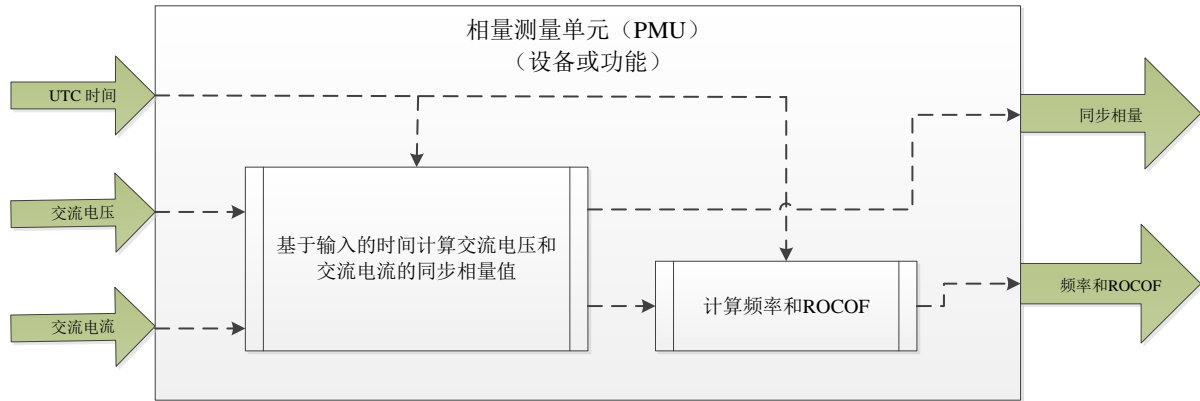 相量测量单元（PMU）
（设备或功能）
UTC 时间
同步相量
交流电压
基于输入的时间计算交流电压和
交流电流的同步相量值
频率和ROCOF
计算频率和ROCOF
交流电流